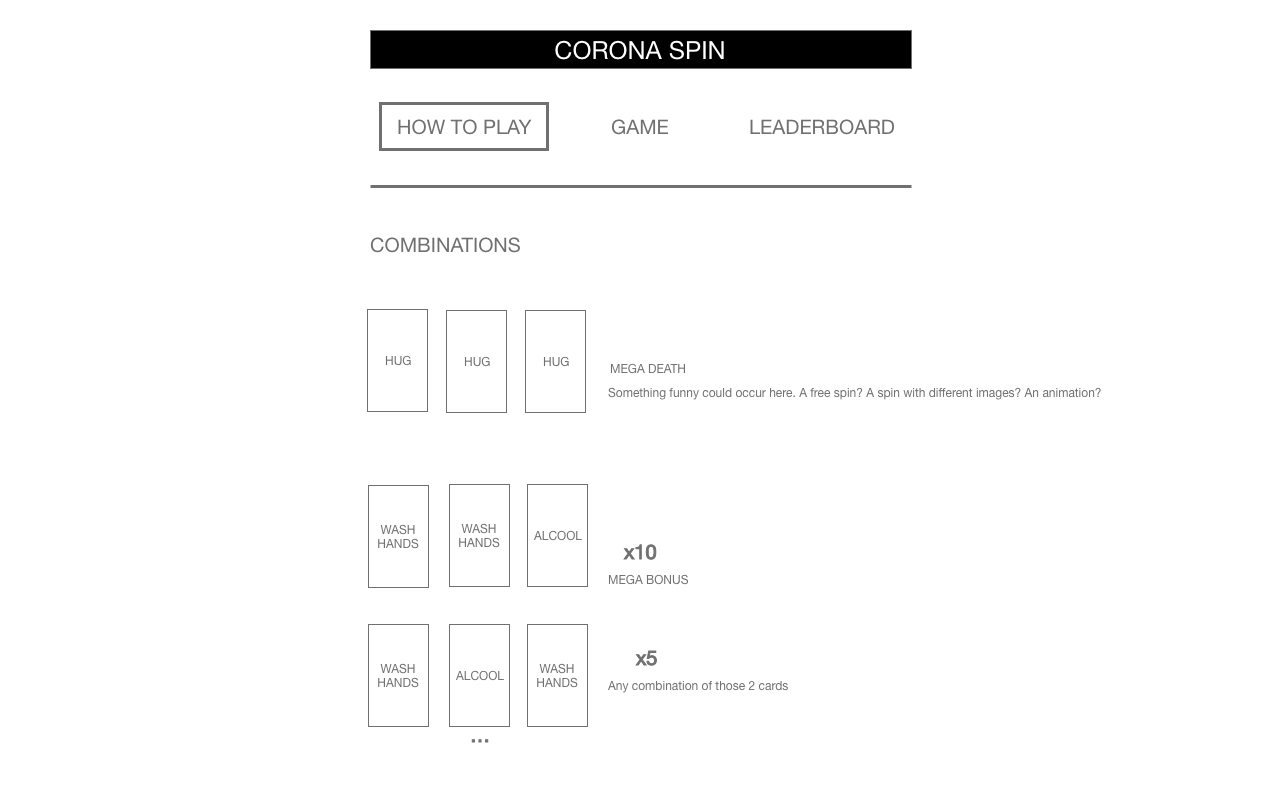 CORONA SPIN
HOW TO PLAY GAME LEADERBOARD
COMBINATIONS
HUG HUG HUG
MEGA DEATH
Something funny could occur here. A free spin? A spin with different images? An animation?
WASH HANDS WASH HANDS ALCOOL
x10
MEGA BONUS
WASH HANDS ALCOOL WASH HANDS
x5
Any combination of those 2 cards
...